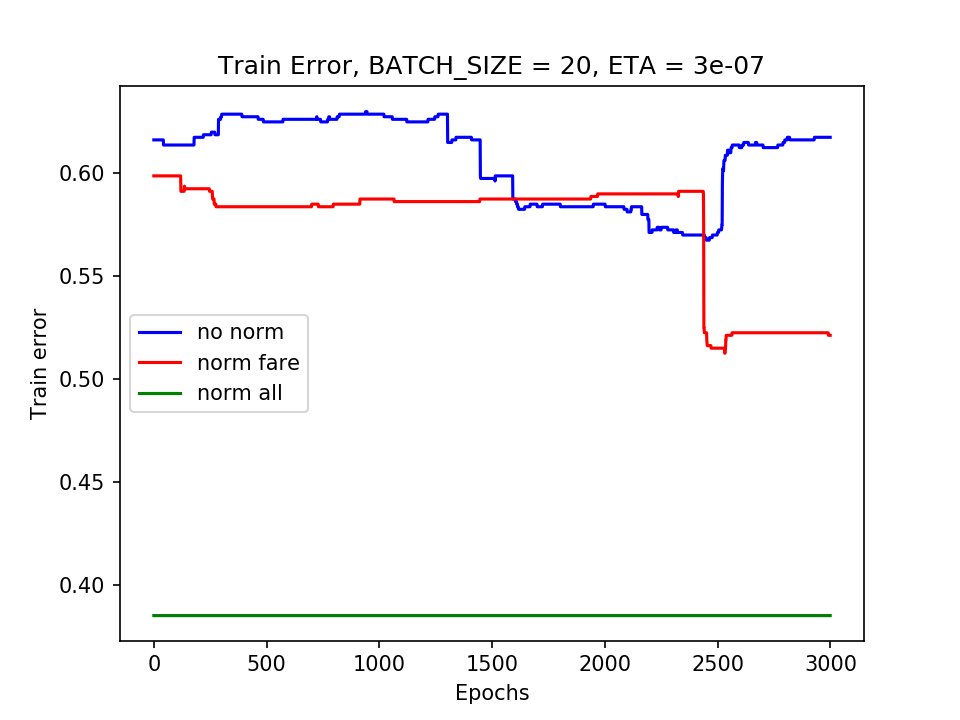 Train Error, BATCH_SIZE = 20, ETA = 3e-07
Train error
0.60
0.55
0.50
0.45
0.40
no norm
norm fare
norm all
0
500
1000
1500
2000
2500
3000
Epochs